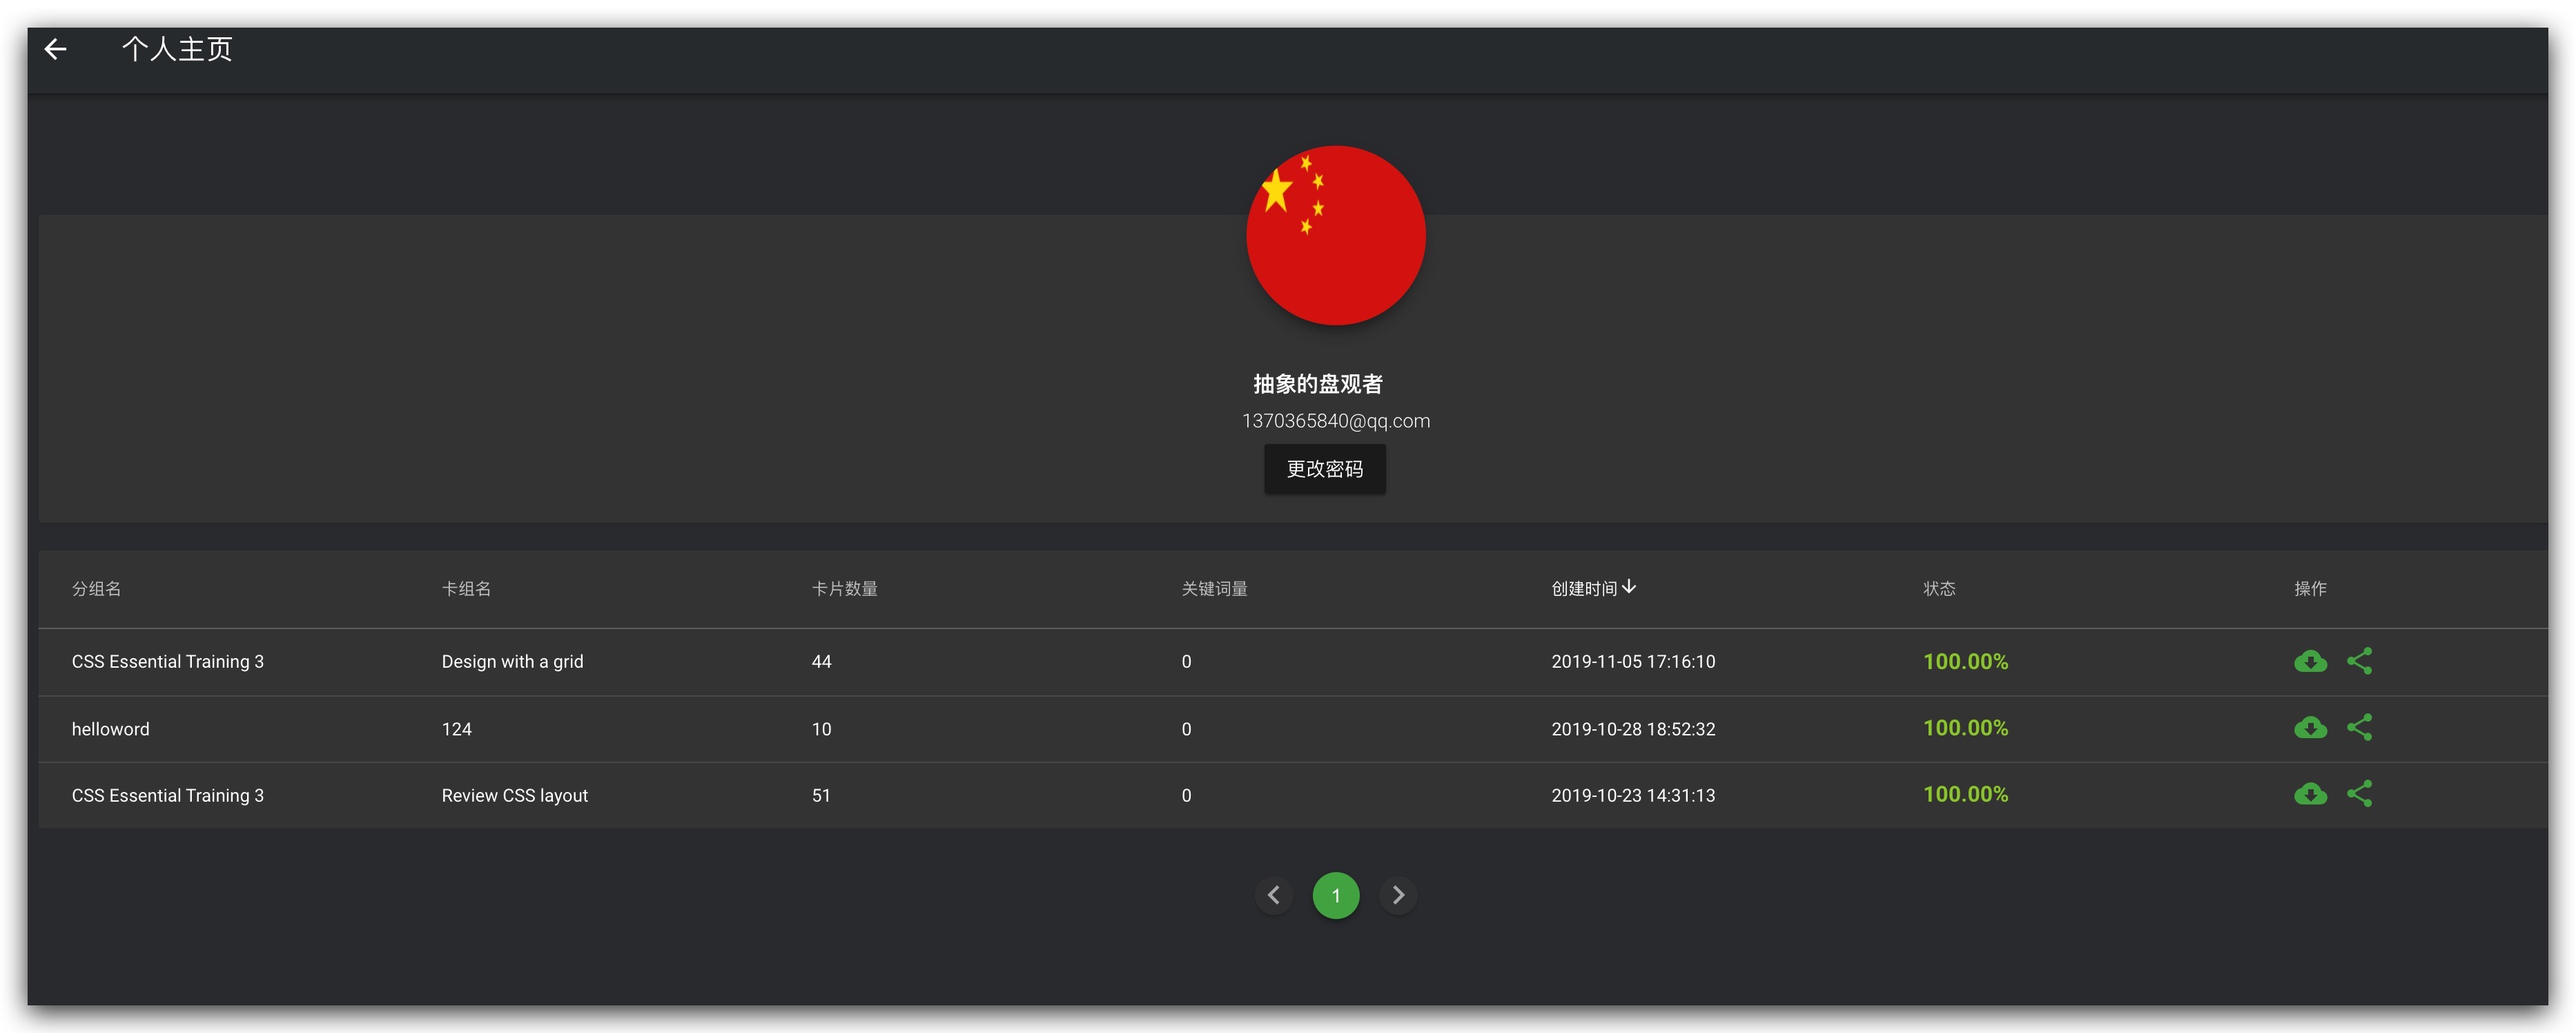 个人主页
抽象的盘观者
1370365840@qq.com
更改密码
分组名 卡组名 卡片数量 关键词量 创建时间 状态 操作
CSS Essential Training 3 Design with a grid 44 0 2019-11-05 17:16:10 100.00%
helloword 124 10 0 2019-10-28 18:52:32 100.00%
CSS Essential Training 3 Review CSS layout 51 0 2019-10-23 14:31:13 100.00%
1